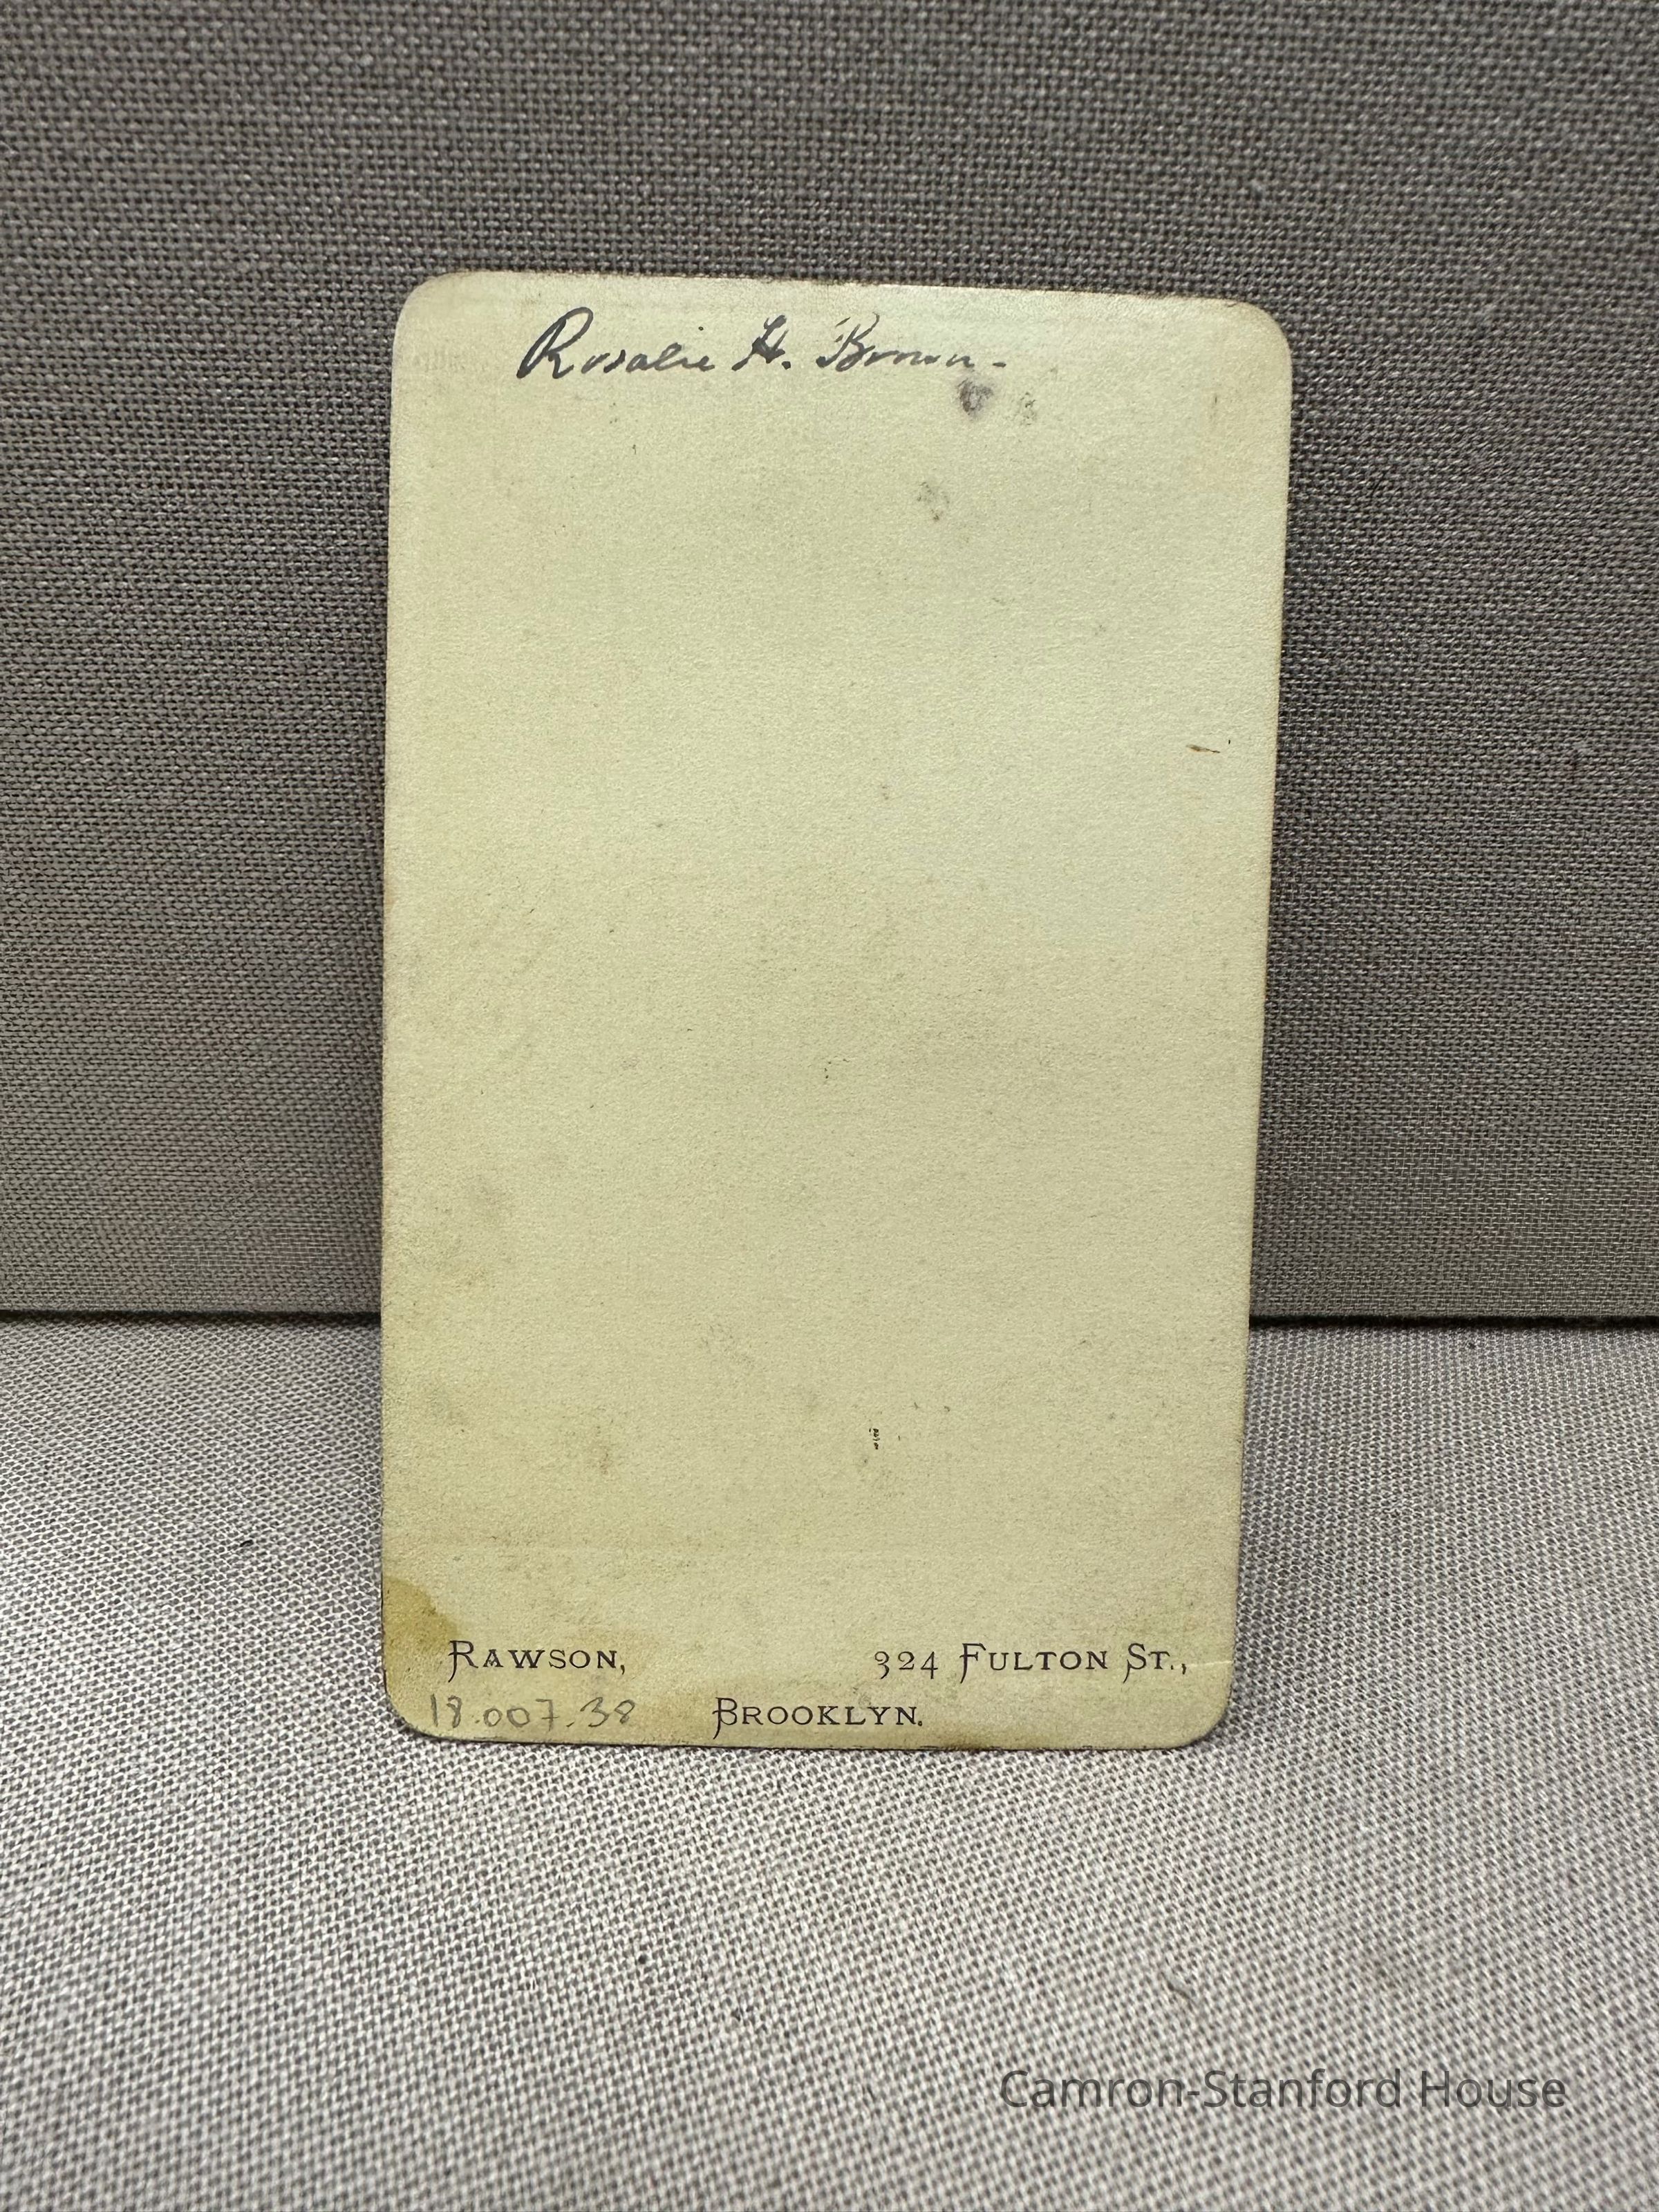 Rosalie H. Brown-
RAWSON, 324 FULTON ST.,
18.007.38 BROOKLYN.
Camron-Stanford House